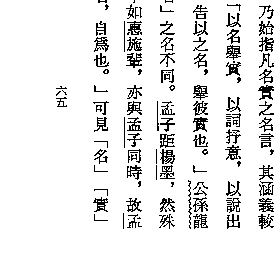 乃始指凡名實之名言，其涵義較
「以名舉實，以詞抒意，以說出
告以之名，舉彼實也。」公孫龍
」之名不同。孟子距楊墨，然殊
如惠施輩，亦與孟子同時，故孟
，自為也。」可見「名」「實」
六五